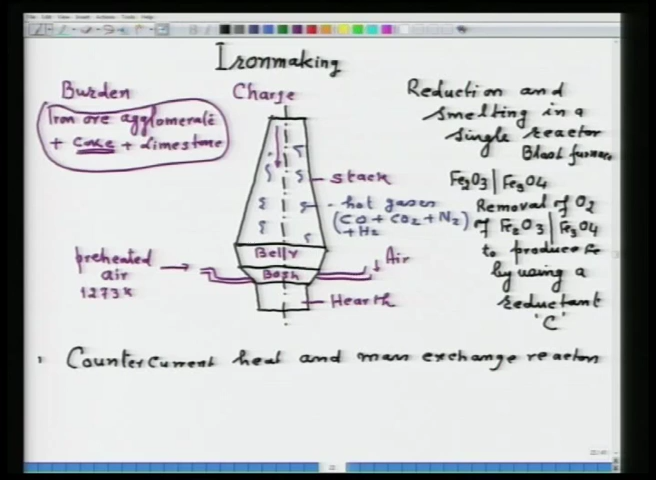 Ironmaking
Burden
Iron ore agglomerate
+ coke + Limestone
Charge
stack
hot gases
(CO + CO2 + N2)
+ H2
Belly
Bosh
Hearth
preheated
air
1273 K
Air
Reduction and
smelting in a
single reactor
Blast furnace
Fe2O3 | Fe3O4
Removal of O2
of Fe2O3 | Fe3O4
to produce Fe
by using a
reductant
'C'
Countercurrent heat and mass exchange reactor